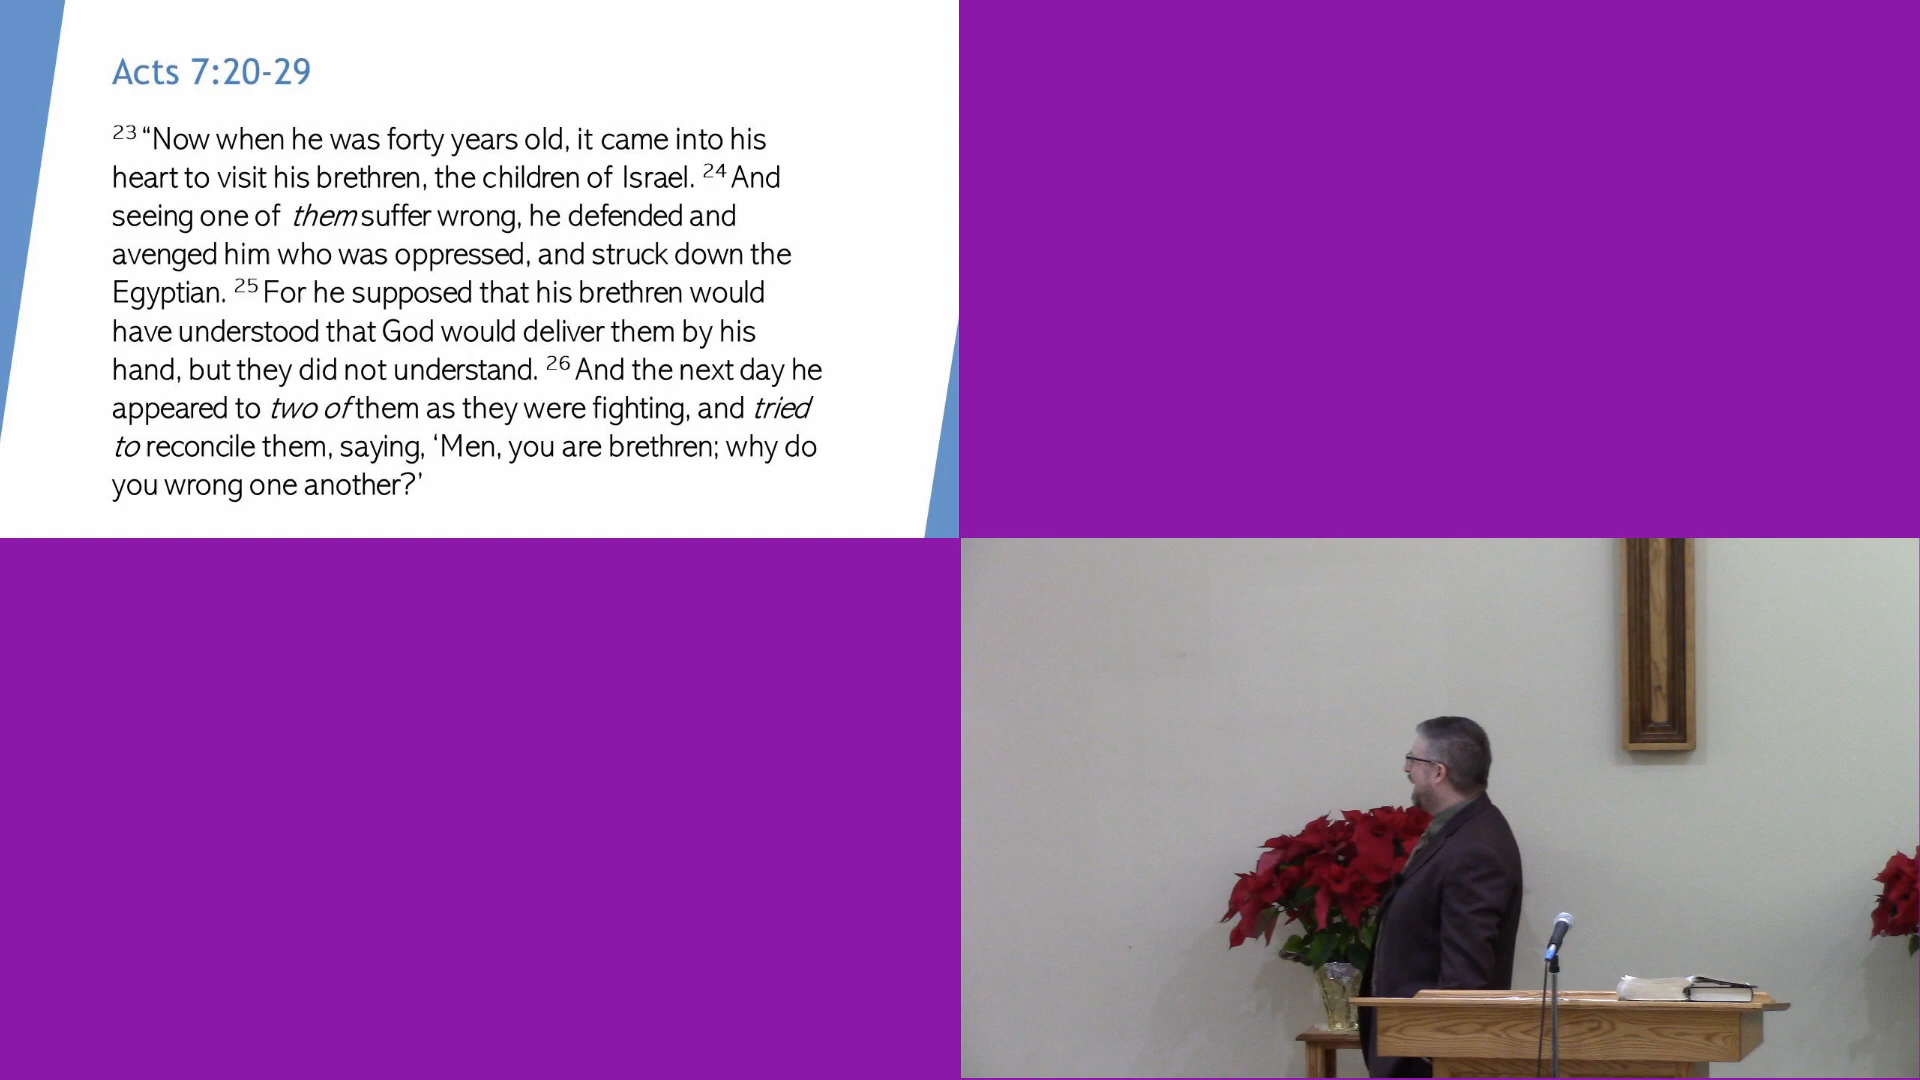 Acts 7:20-29
23 “Now when he was forty years old, it came into his
heart to visit his brethren, the children of Israel. 24 And
seeing one of them suffer wrong, he defended and
avenged him who was oppressed, and struck down the
Egyptian. 25 For he supposed that his brethren would
have understood that God would deliver them by his
hand, but they did not understand. 26 And the next day he
appeared to two of them as they were fighting, and tried
to reconcile them, saying, ‘Men, you are brethren; why do
you wrong one another?’